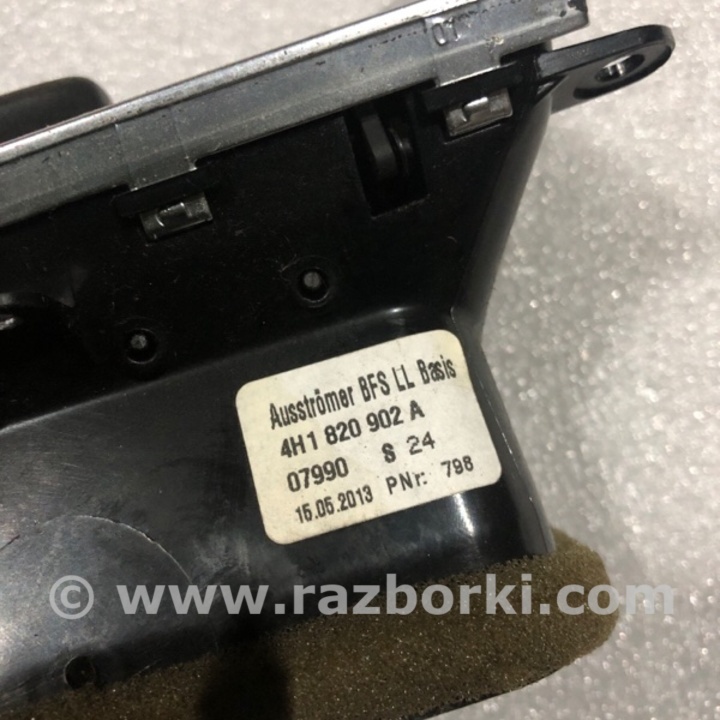 Ausströmer BFS LL Basis
4H1 820 902 A
07990 S 24
15.05.2013 PNr: 798
© www.razborki.com